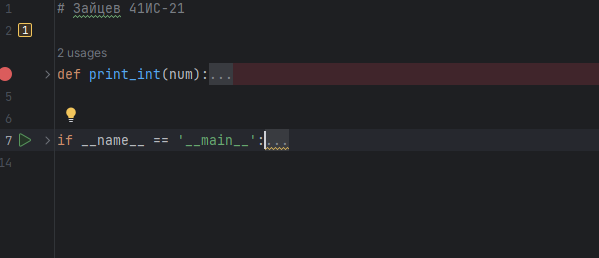 1 # Зайцев 41ИС-21
2 1
2 usages
def print_int(num):...
5
6
7 if __name__ == '__main__':...
14